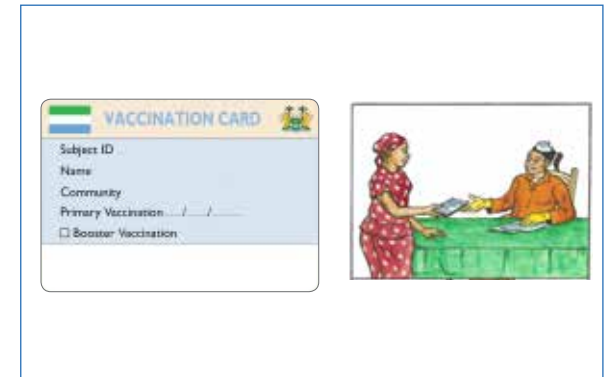 VACCINATION CARD
Subject ID
Name
Community
Primary Vaccination ..../..../........
☐ Booster Vaccination